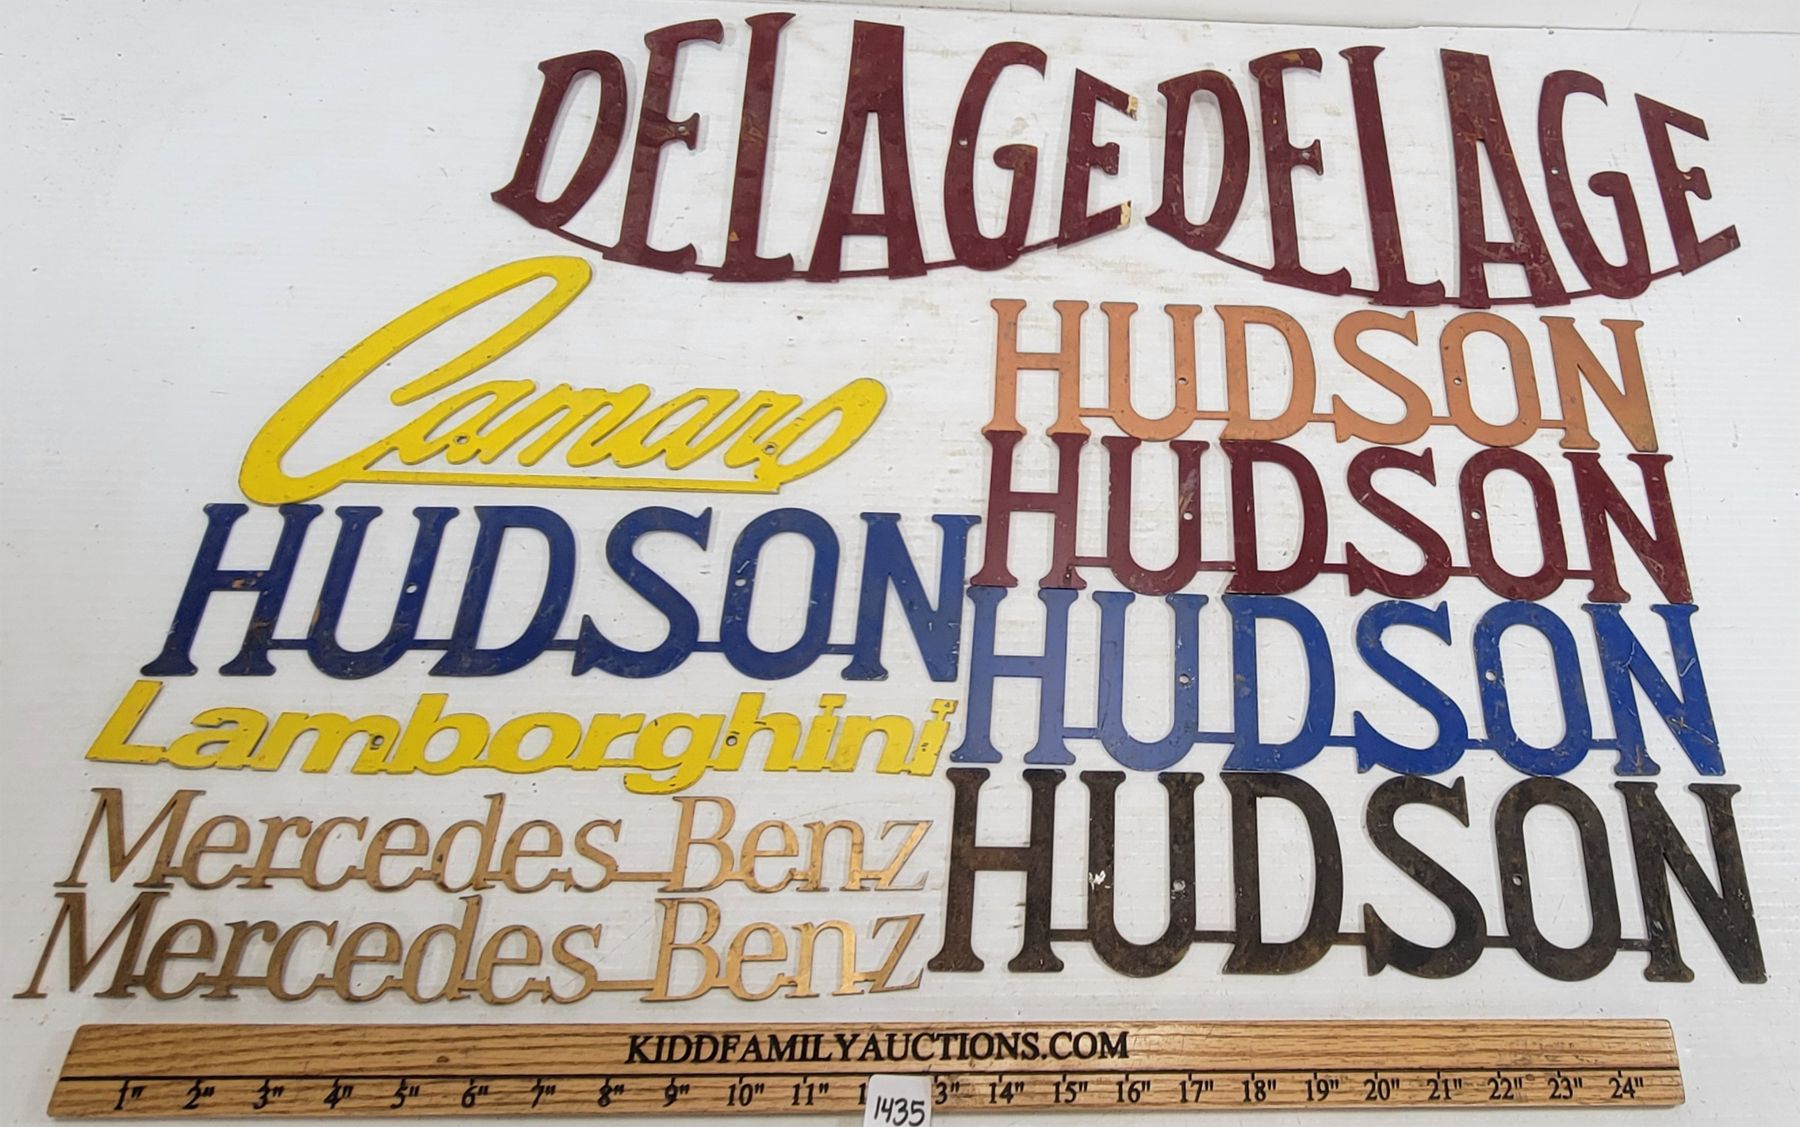 DELAGE DELAGE
Camaro
HUDSON
HUDSON
HUDSON
HUDSON
Lamborghini
HUDSON
Mercedes Benz
Mercedes Benz
KIDDFAMILYAUCTIONS.COM
1" 2" 3" 4" 5" 6" 7" 8" 9" 10" 11" 1 3" 14" 15" 16" 17" 18" 19" 20" 21" 22" 23" 24"
1435